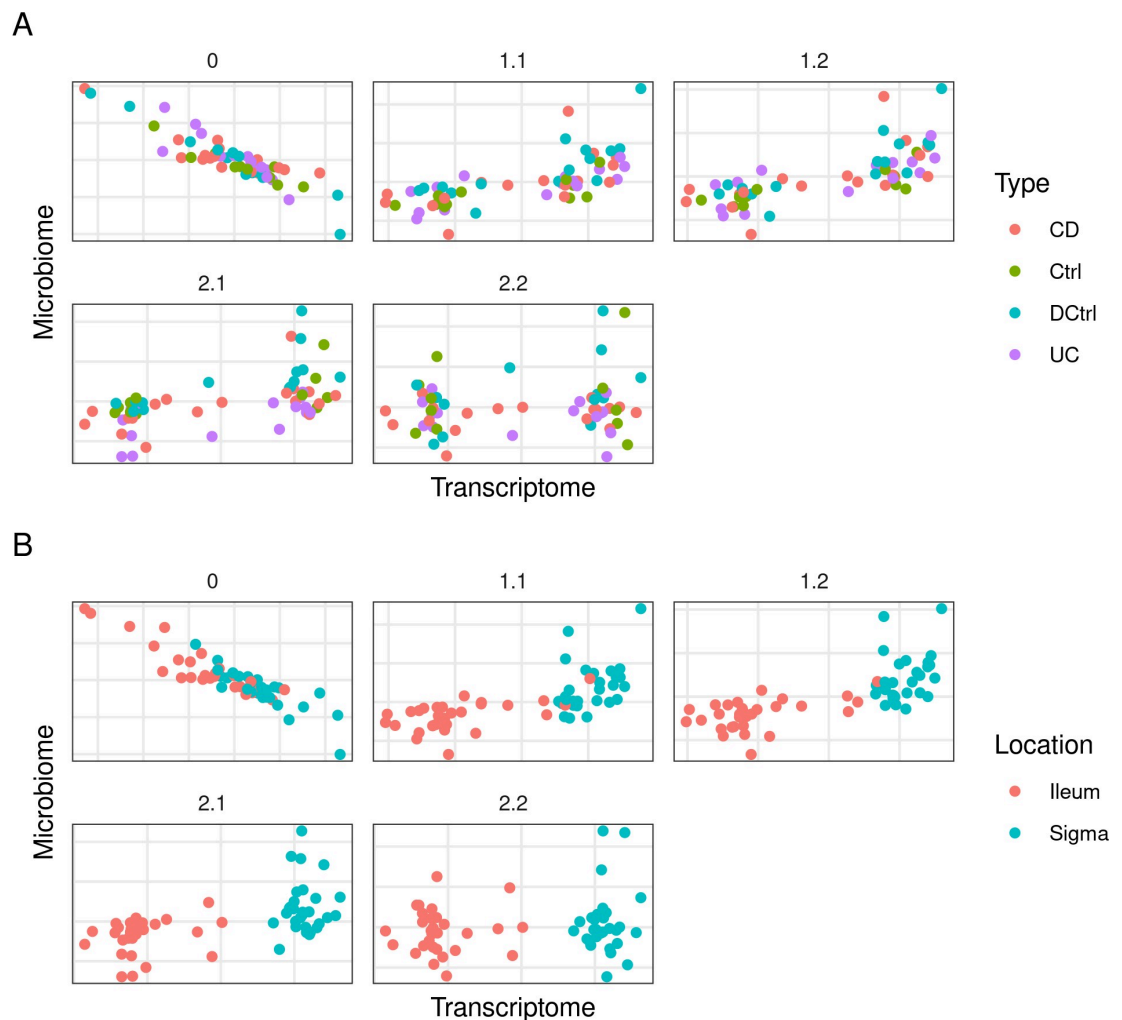 A
0
1.1
1.2
2.1
2.2
Microbiome
Transcriptome
Type
CD
Ctrl
DCtrl
UC
B
0
1.1
1.2
2.1
2.2
Microbiome
Transcriptome
Location
Ileum
Sigma